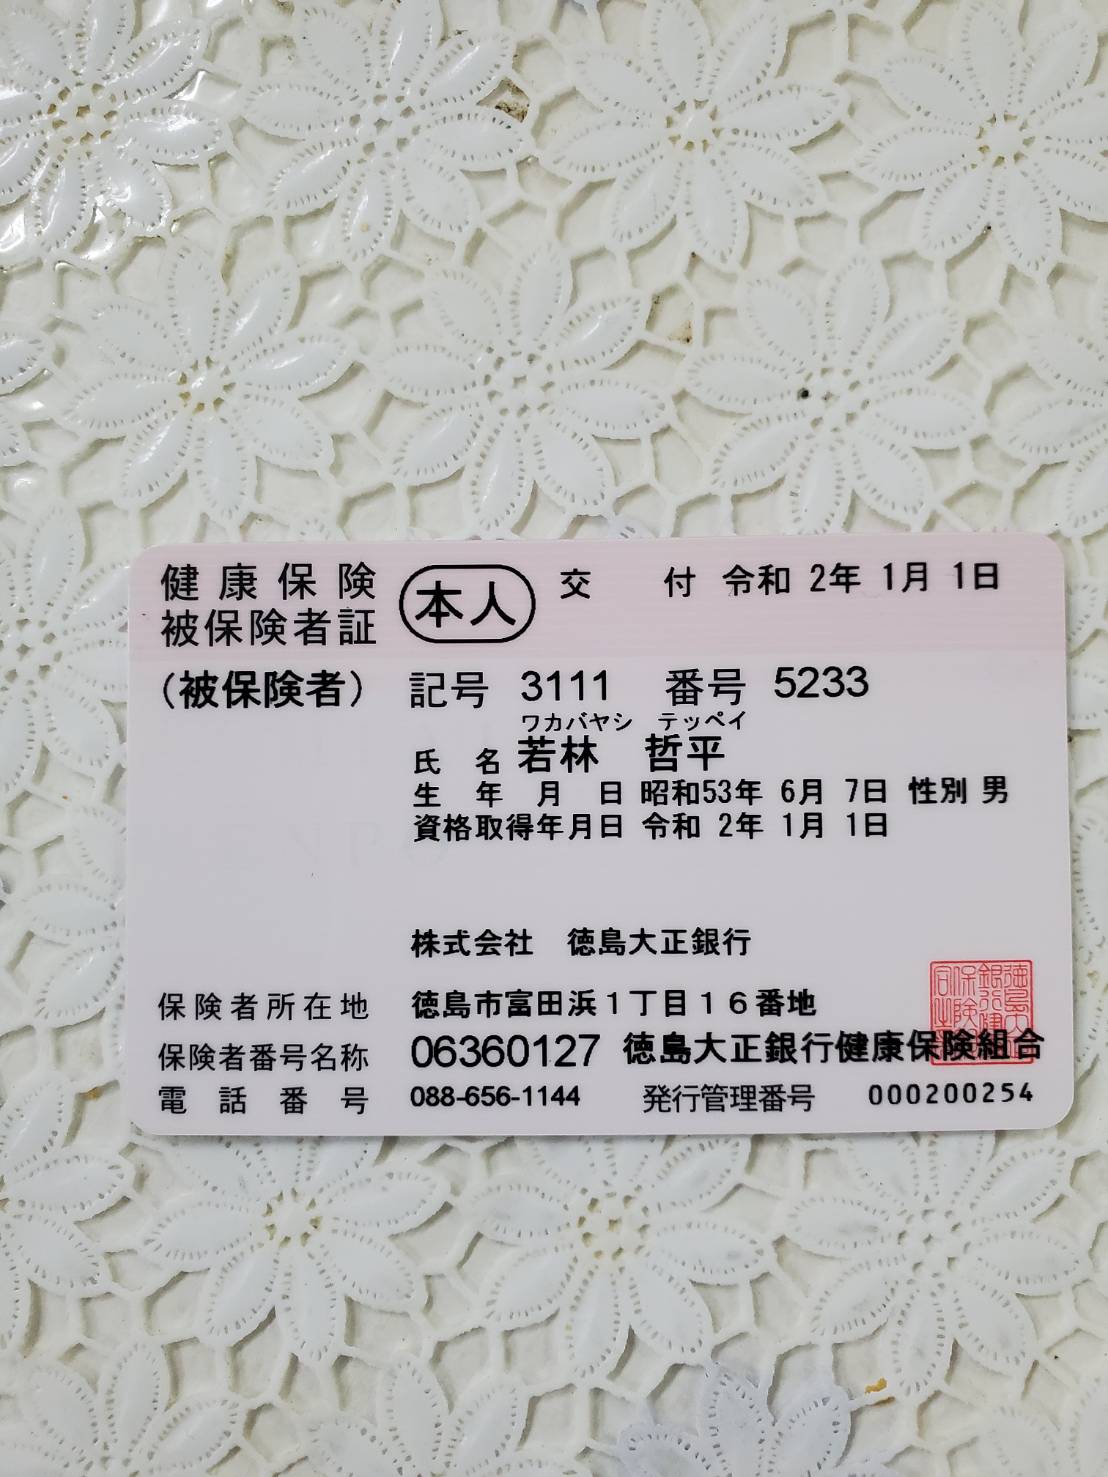 健康保険
被保険者証
本人
交付 令和 2年 1月 1日
(被保険者) 記号 3111 番号 5233
ワカバヤシ テッペイ
氏名 若林 哲平
生年月日 昭和53年 6月 7日 性別 男
資格取得年月日 令和 2年 1月 1日
株式会社 徳島大正銀行
保険者所在地 徳島市富田浜1丁目16番地
保険者番号名称 06360127 徳島大正銀行健康保険組合
電話番号 088-656-1144 発行管理番号 000200254